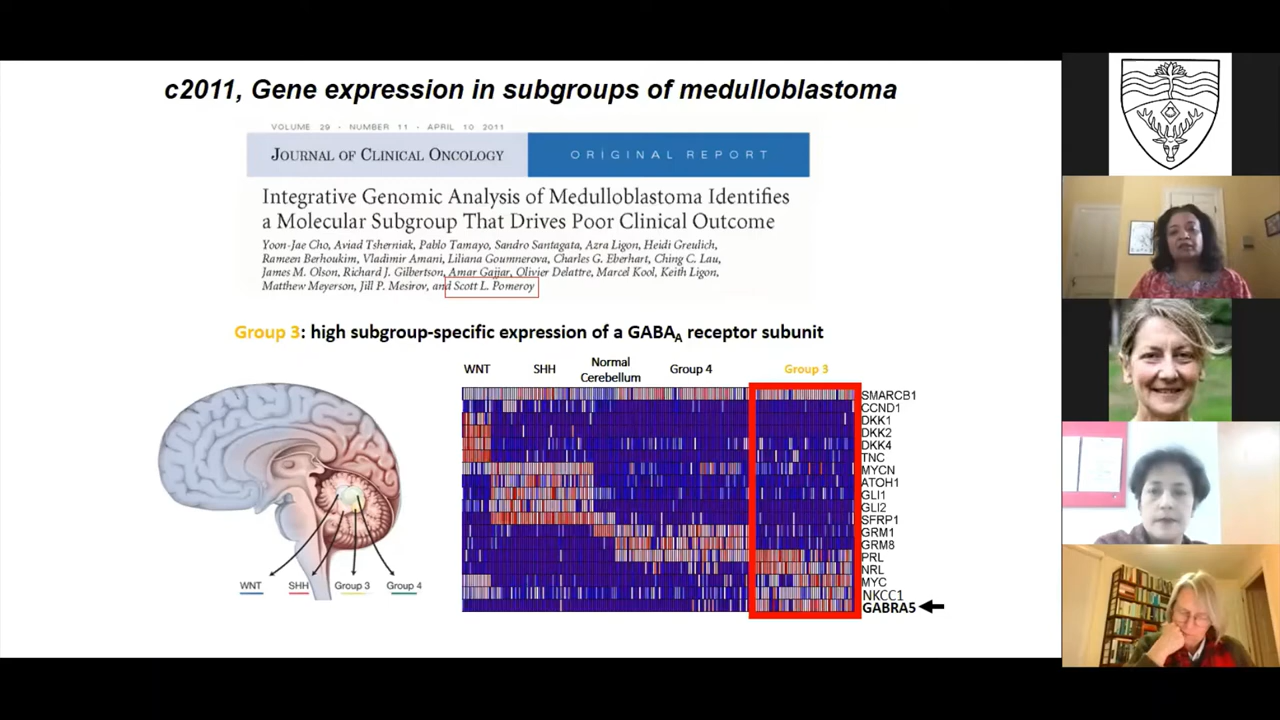 c2011, Gene expression in subgroups of medulloblastoma
VOLUME 29 · NUMBER 11 · APRIL 10 2011
JOURNAL OF CLINICAL ONCOLOGY
ORIGINAL REPORT
Integrative Genomic Analysis of Medulloblastoma Identifies
a Molecular Subgroup That Drives Poor Clinical Outcome
Yoon-Jae Cho, Aviad Tsherniak, Pablo Tamayo, Sandro Santagata, Azra Ligon, Heidi Greulich,
Rameen Berhoukim, Vladimir Amani, Liliana Goumnerova, Charles G. Eberhart, Ching C. Lau,
James M. Olson, Richard J. Gilbertson, Amar Gajjar, Olivier Delattre, Marcel Kool, Keith Ligon,
Matthew Meyerson, Jill P. Mesirov, and Scott L. Pomeroy
Group 3: high subgroup-specific expression of a GABAA receptor subunit
WNT
SHH
Normal
Cerebellum
Group 4
Group 3
SMARCB1
CCND1
DKK1
DKK2
DKK4
TNC
MYCN
ATOH1
GLI1
GLI2
SFRP1
GRM1
GRM8
PRL
NRL
MYC
NKCC1
GABRA5
WNT
SHH
Group 3
Group 4